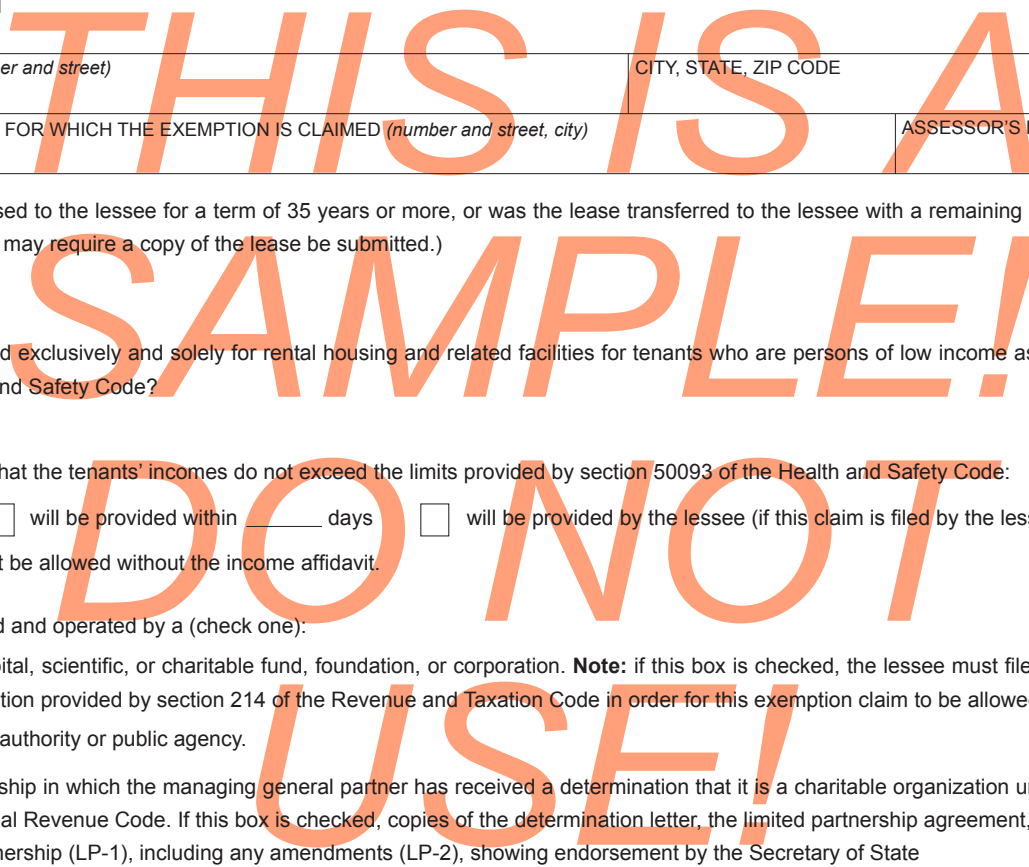 THIS IS A
er and street)
CITY, STATE, ZIP CODE
FOR WHICH THE EXEMPTION IS CLAIMED (number and street, city)
ASSESSOR'S
sed to the lessee for a term of 35 years or more, or was the lease transferred to the lessee with a remaining
may require a copy of the lease be submitted.)
SAMPLE!
d exclusively and solely for rental housing and related facilities for tenants who are persons of low income as
nd Safety Code?
hat the tenants' incomes do not exceed the limits provided by section 50093 of the Health and Safety Code:
DO NOT
will be provided within ______ days
will be provided by the lessee (if this claim is filed by the less
t be allowed without the income affidavit.
d and operated by a (check one):
pital, scientific, or charitable fund, foundation, or corporation. Note: if this box is checked, the lessee must file
tion provided by section 214 of the Revenue and Taxation Code in order for this exemption claim to be allowed
USE!
authority or public agency.
ship in which the managing general partner has received a determination that it is a charitable organization u
al Revenue Code. If this box is checked, copies of the determination letter, the limited partnership agreement,
nership (LP-1), including any amendments (LP-2), showing endorsement by the Secretary of State